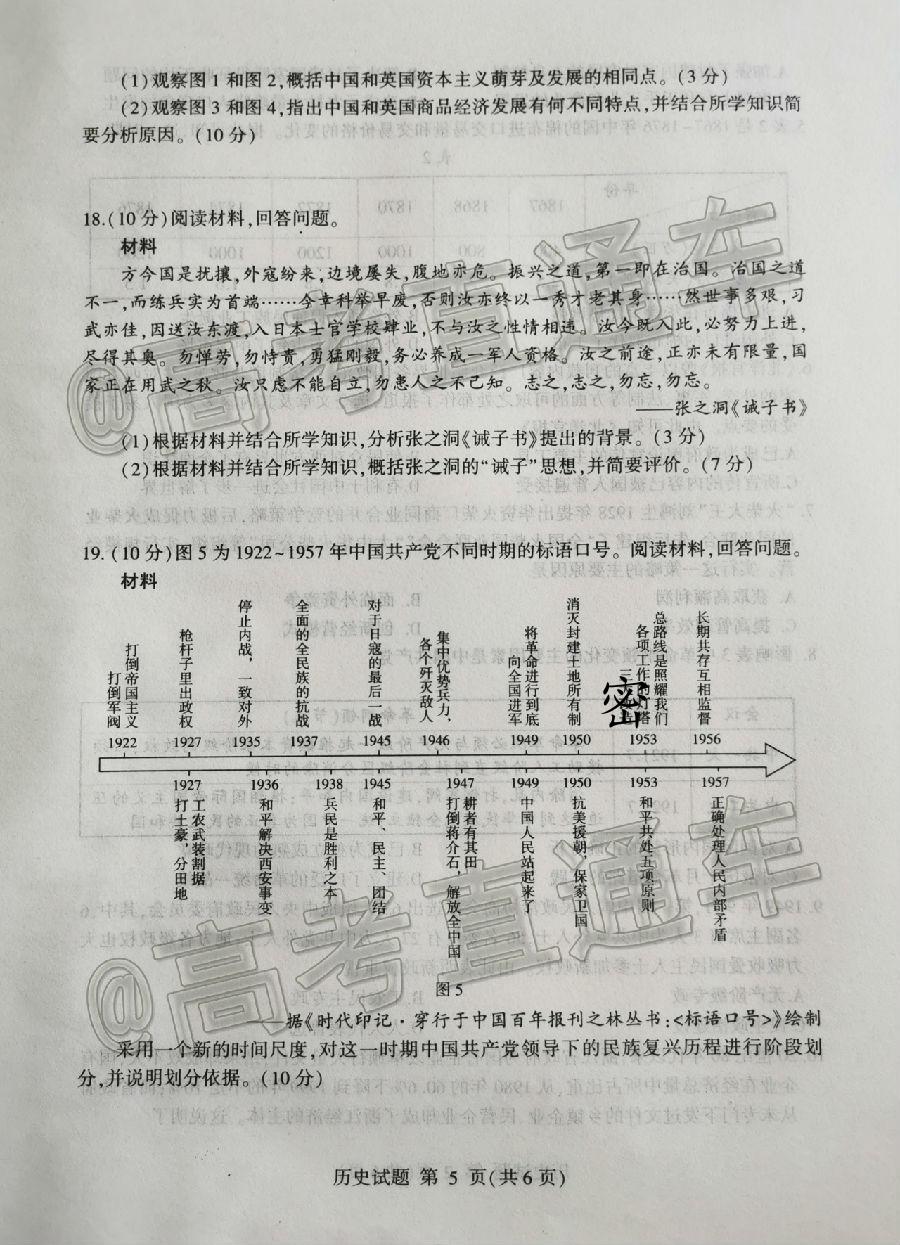 (1)观察图1和图2,概括中国和英国资本主义萌芽及发展的相同点。(3分)
(2)观察图3和图4,指出中国和英国商品经济发展有何不同特点,并结合所学知识简
要分析原因。(10分)
18.(10分)阅读材料,回答问题。
材料
方今国是扰攘,外寇纷来,边境屡失,腹地亦危。振兴之道,第一即在治国。治国之道
不一,而练兵实为首端……今幸科举早废,否则汝亦终以一秀才老其身……然世事多艰,习
武亦佳,因送汝东渡,入日本士官学校肄业,不与汝之性情相违。汝今既入此,必努力上进,
尽得其奥。勿惮劳,勿恃贵,勇猛刚毅,务必养成一军人资格。汝之前途,正亦未有限量,国
家正在用武之秋。汝只虑不能自立,勿患人之不己知。志之,志之,勿忘,勿忘。
——张之洞《诫子书》
(1)根据材料并结合所学知识,分析张之洞《诫子书》提出的背景。(3分)
(2)根据材料并结合所学知识,概括张之洞的“诫子”思想,并简要评价。(7分)
19.(10分)图5为1922~1957年中国共产党不同时期的标语口号。阅读材料,回答问题。
材料
打倒帝国主义
打倒军阀
枪杆子里出政权
停止内战,一致对外
全面的全民族的抗战
对于日寇的最后一战
集中优势兵力,
各个歼灭敌人
将革命进行到底
向全国进军
消灭封建土地所有制
总路线是照耀我们
各项工作的灯塔
密
长期共存互相监督
1922 1927 1935 1937 1945 1946 1949 1950 1953 1956
1927 1936 1938 1945 1947 1949 1950 1953 1957
工农武装割据
打土豪,分田地
和平解决西安事变
兵民是胜利之本
和平、民主、团结
耕者有其田
打倒蒋介石,解放全中国
中国人民站起来了
抗美援朝,保家卫国
和平共处五项原则
正确处理人民内部矛盾
图5
据《时代印记·穿行于中国百年报刊之林丛书:<标语口号>》绘制
采用一个新的时间尺度,对这一时期中国共产党领导下的民族复兴历程进行阶段划
分,并说明划分依据。(10分)
历史试题 第 5 页(共6页)
@高考直通车
@高考直通车